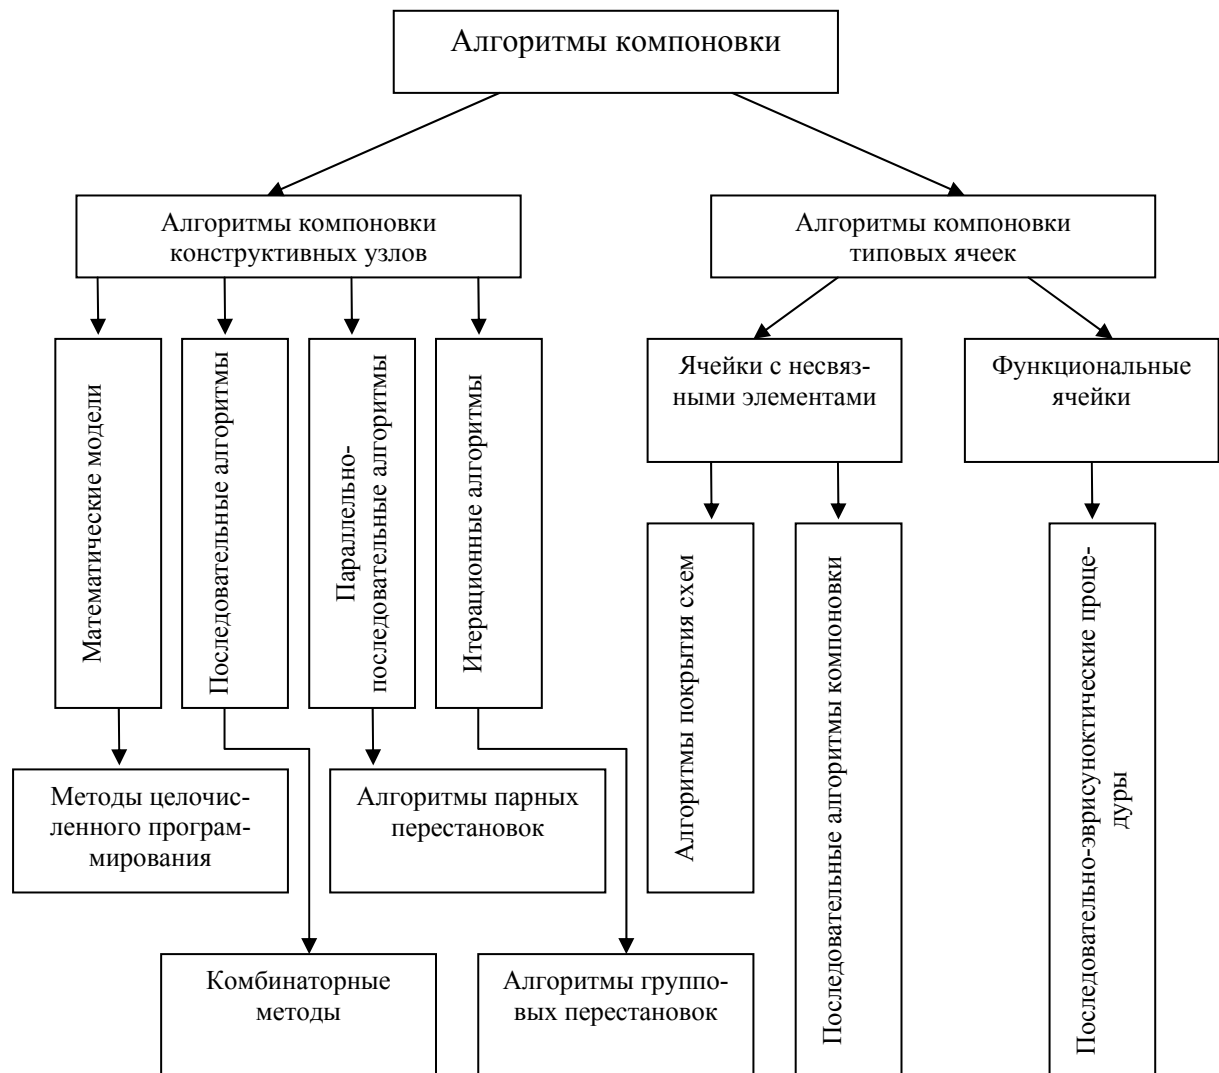 Алгоритмы компоновки
Алгоритмы компоновки
конструктивных узлов
Алгоритмы компоновки
типовых ячеек
Математические модели
Последовательные алгоритмы
Параллельно-
последовательные алгоритмы
Итерационные алгоритмы
Ячейки с несвяз-
ными элементами
Функциональные
ячейки
Алгоритмы покрытия схем
Последовательные алгоритмы компоновки
Последовательно-эврисуноктические проце-
дуры
Методы целочис-
ленного програм-
мирования
Алгоритмы парных
перестановок
Комбинаторные
методы
Алгоритмы группо-
вых перестановок